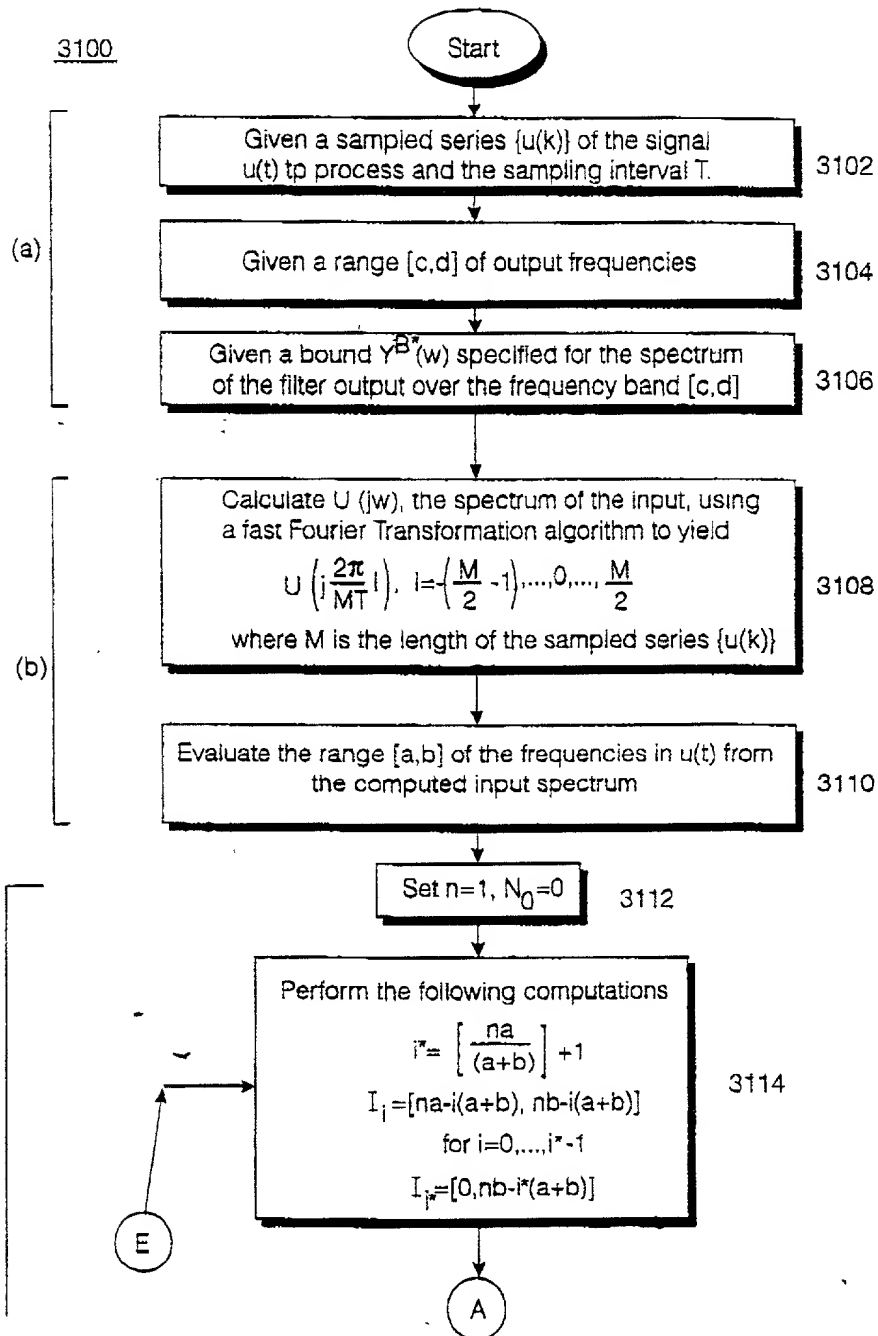 3100
Start
(a)
Given a sampled series {u(k)} of the signal
u(t) tp process and the sampling interval T.
3102
Given a range [c,d] of output frequencies
3104
Given a bound Y^B*(w) specified for the spectrum
of the filter output over the frequency band [c,d]
3106
(b)
Calculate U (jw), the spectrum of the input, using
a fast Fourier Transformation algorithm to yield
U (j 2π/MT i), i=-(M/2 -1),...,0,..., M/2
where M is the length of the sampled series {u(k)}
3108
Evaluate the range [a,b] of the frequencies in u(t) from
the computed input spectrum
3110
Set n=1, N₀=0
3112
Perform the following computations
i*= [na/(a+b)] +1
I_i=[na-i(a+b), nb-i(a+b)]
for i=0,...,i*-1
I_i*=[0,nb-i*(a+b)]
3114
E
A